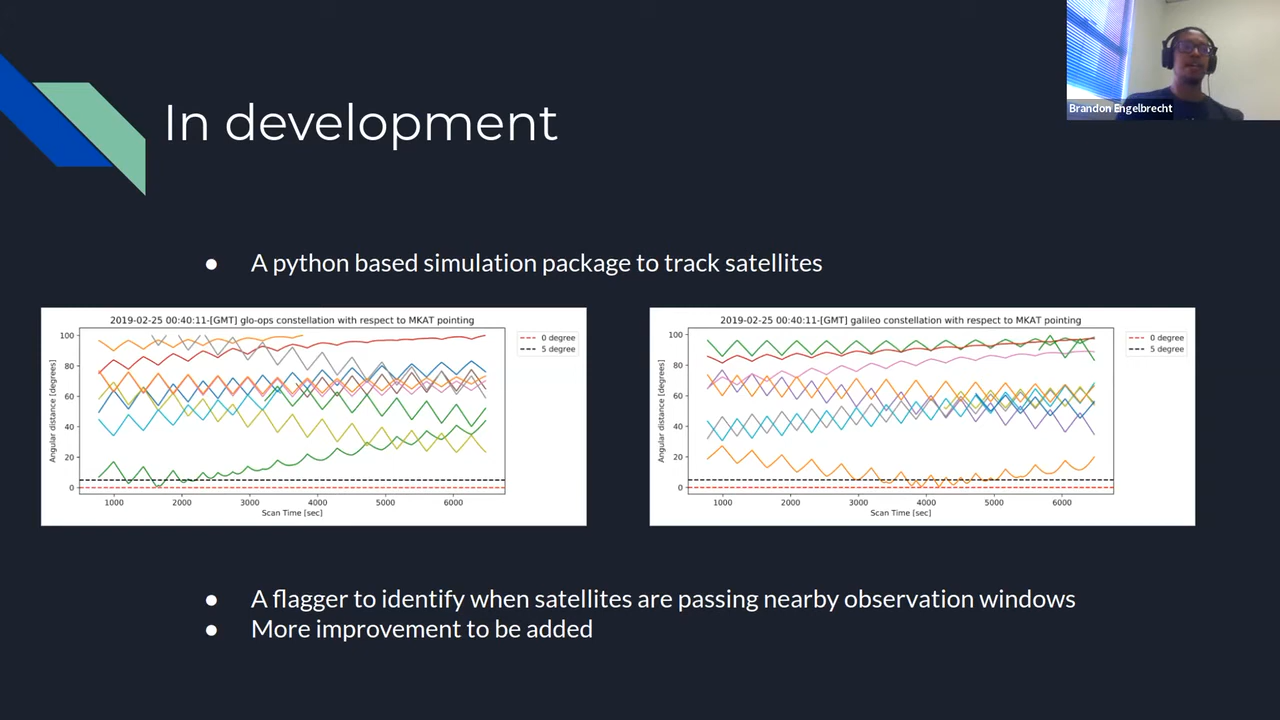 Brandon Engelbrecht
In development
● A python based simulation package to track satellites
2019-02-25 00:40:11-[GMT] glo-ops constellation with respect to MKAT pointing
100
80
60
40
20
0
Angular distance [degrees]
1000 2000 3000 4000 5000 6000
Scan Time [sec]
0 degree
5 degree
2019-02-25 00:40:11-[GMT] galileo constellation with respect to MKAT pointing
100
80
60
40
20
0
Angular distance [degrees]
1000 2000 3000 4000 5000 6000
Scan Time [sec]
0 degree
5 degree
● A flagger to identify when satellites are passing nearby observation windows
● More improvement to be added